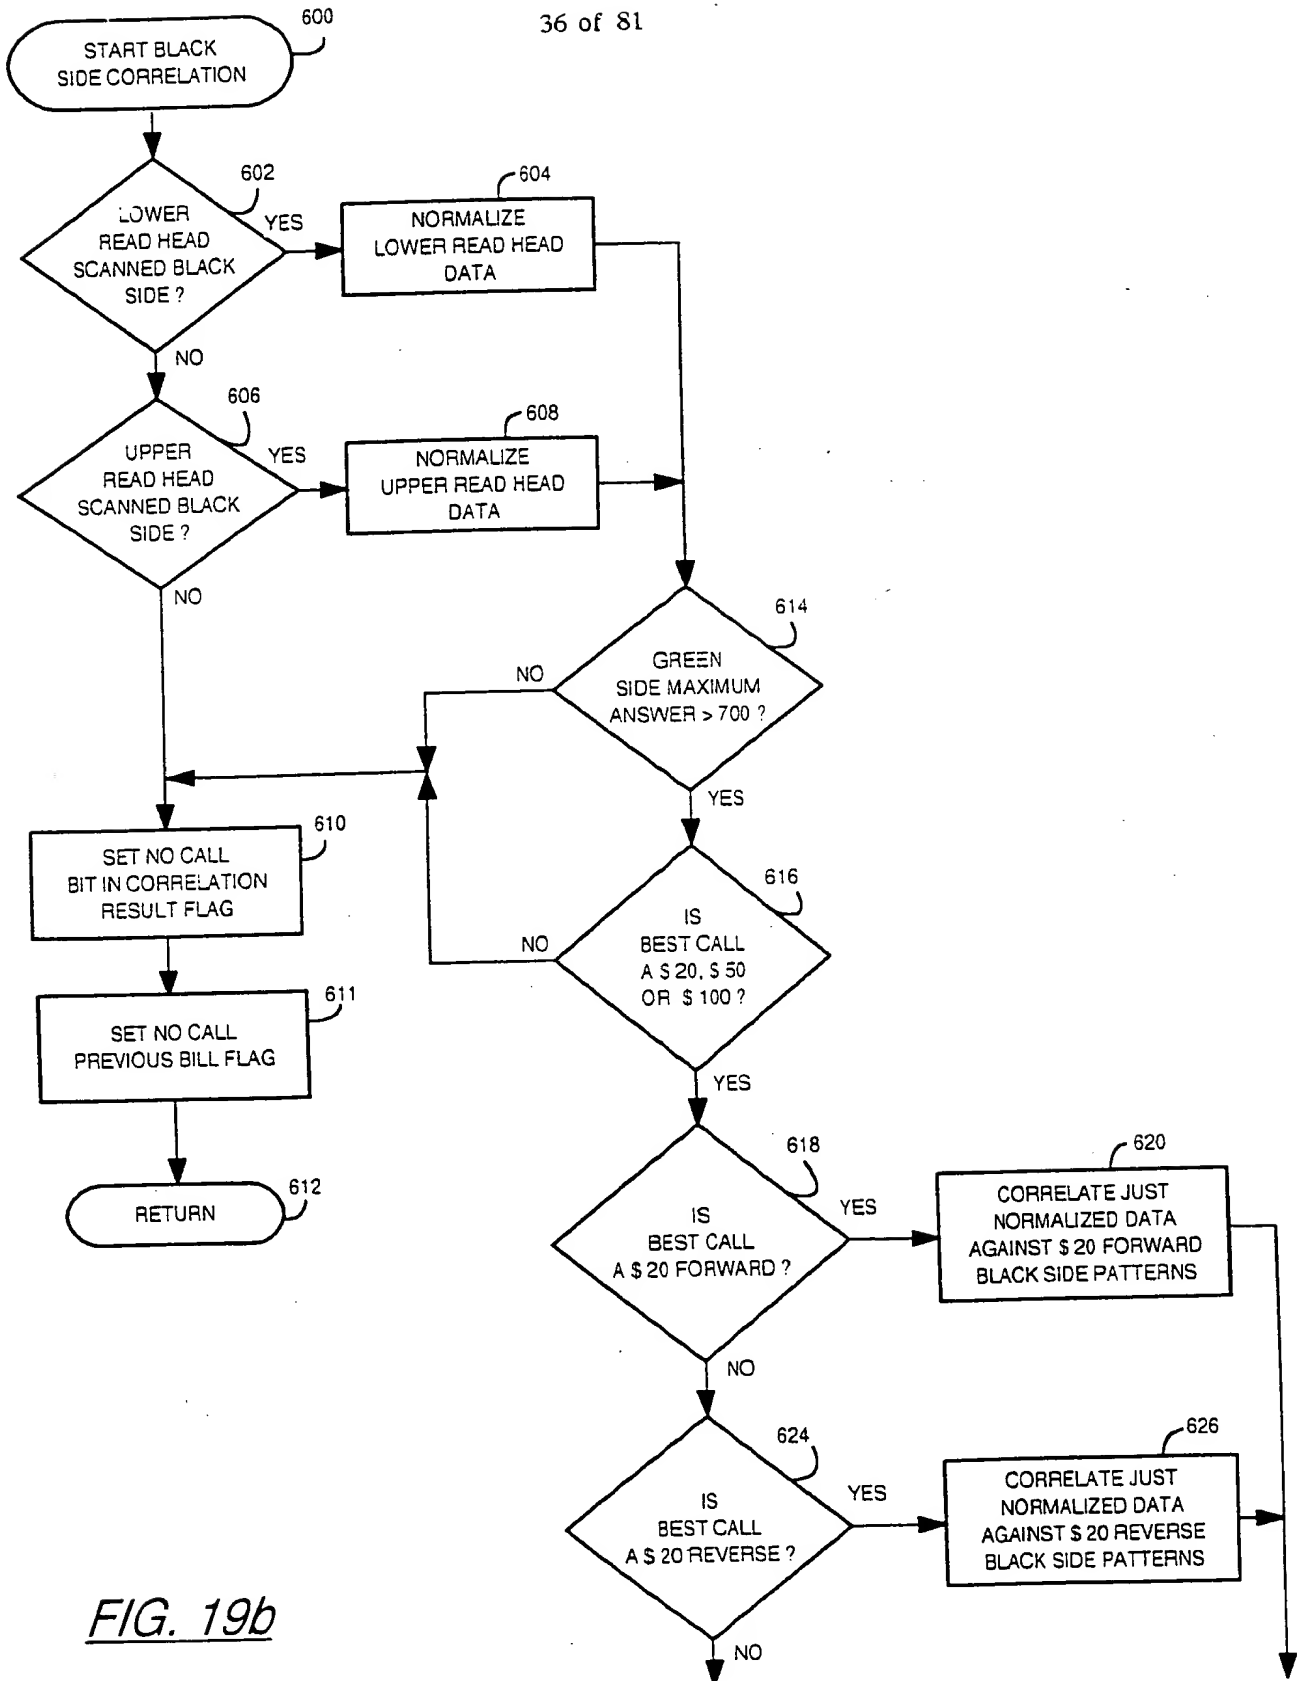 36 of 81
600
START BLACK
SIDE CORRELATION
602
LOWER
READ HEAD
SCANNED BLACK
SIDE ?
YES
604
NORMALIZE
LOWER READ HEAD
DATA
NO
606
UPPER
READ HEAD
SCANNED BLACK
SIDE ?
YES
608
NORMALIZE
UPPER READ HEAD
DATA
NO
614
GREEN
SIDE MAXIMUM
ANSWER > 700 ?
NO
YES
610
SET NO CALL
BIT IN CORRELATION
RESULT FLAG
616
IS
BEST CALL
A $ 20, $ 50
OR $ 100 ?
NO
YES
611
SET NO CALL
PREVIOUS BILL FLAG
612
RETURN
618
IS
BEST CALL
A $ 20 FORWARD ?
YES
620
CORRELATE JUST
NORMALIZED DATA
AGAINST $ 20 FORWARD
BLACK SIDE PATTERNS
NO
624
IS
BEST CALL
A $ 20 REVERSE ?
YES
626
CORRELATE JUST
NORMALIZED DATA
AGAINST $ 20 REVERSE
BLACK SIDE PATTERNS
NO
FIG. 19b